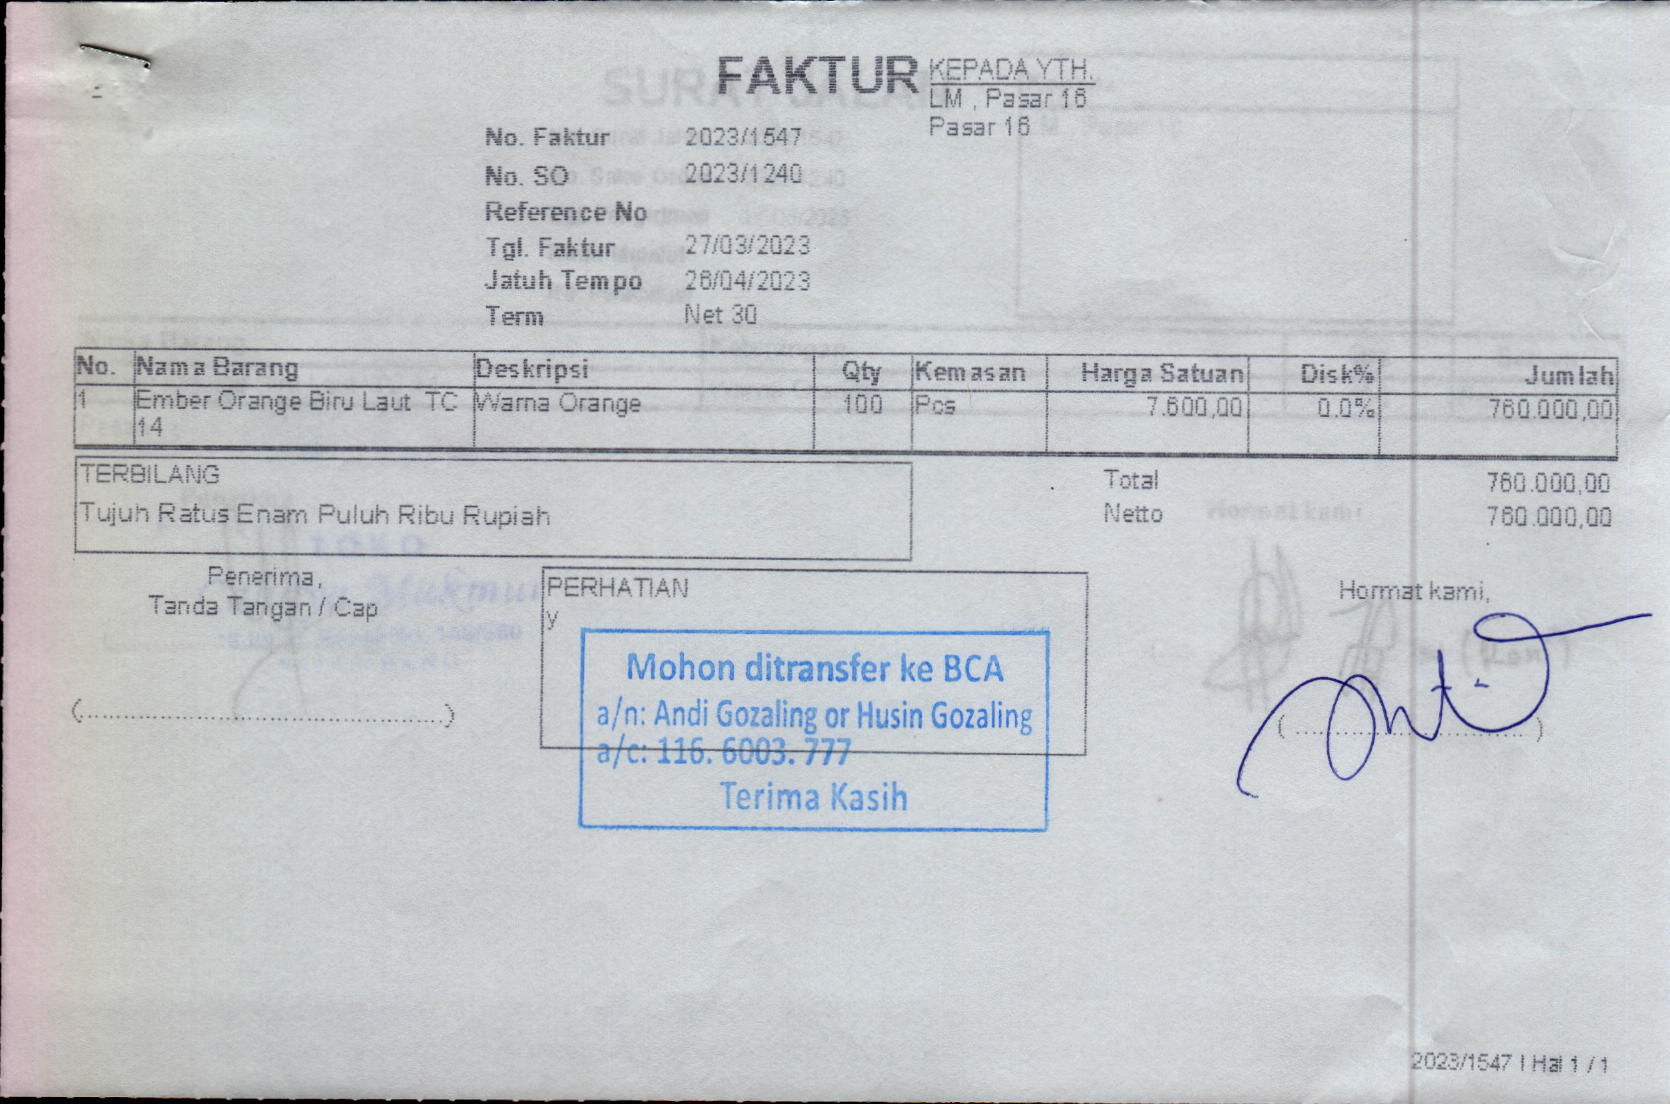 FAKTUR
KEPADA YTH.
LM , Pasar 16
Pasar 16
No. Faktur 2023/1547
No. SO 2023/1240
Reference No
Tgl. Faktur 27/03/2023
Jatuh Tempo 26/04/2023
Term Net 30
No. Nama Barang Deskripsi Qty Kemasan Harga Satuan Disk% Jumlah
1 Ember Orange Biru Laut TC Warna Orange 100 Pcs 7.600,00 0.0% 760.000,00
14
TERBILANG
Tujuh Ratus Enam Puluh Ribu Rupiah
Total 760.000,00
Netto 760.000,00
Penerima,
Tanda Tangan / Cap
(........................................................)
PERHATIAN
y
Mohon ditransfer ke BCA
a/n: Andi Gozaling or Husin Gozaling
a/c: 116. 6003. 777
Terima Kasih
Hormat kami,
2023/1547 | Hal 1 / 1